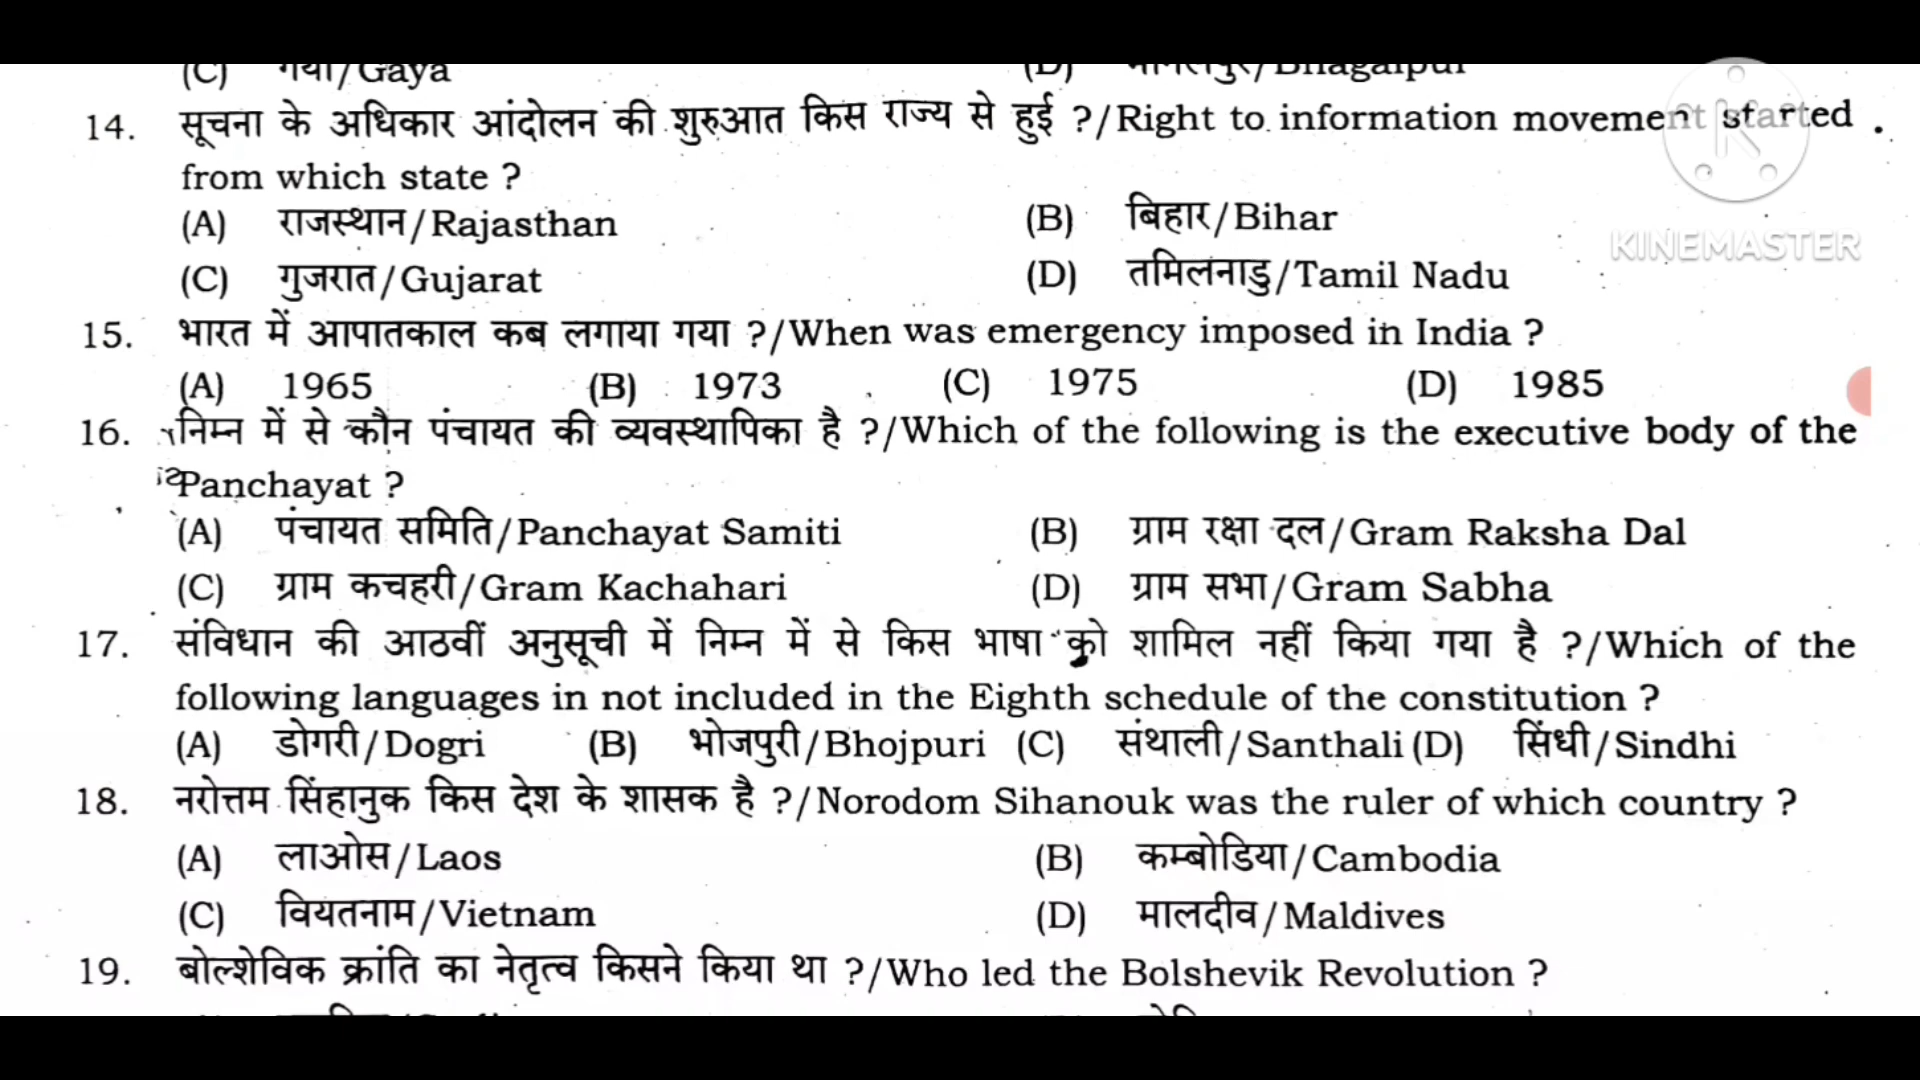 (C) गया/Gaya (D) भागलपुर/Bhagalpur
14. सूचना के अधिकार आंदोलन की शुरुआत किस राज्य से हुई ?/Right to information movement started
from which state ?
(A) राजस्थान/Rajasthan (B) बिहार/Bihar
(C) गुजरात/Gujarat (D) तमिलनाडु/Tamil Nadu
KINEMASTER
15. भारत में आपातकाल कब लगाया गया ?/When was emergency imposed in India ?
(A) 1965 (B) 1973 (C) 1975 (D) 1985
16. निम्न में से कौन पंचायत की व्यवस्थापिका है ?/Which of the following is the executive body of the
Panchayat ?
(A) पंचायत समिति/Panchayat Samiti (B) ग्राम रक्षा दल/Gram Raksha Dal
(C) ग्राम कचहरी/Gram Kachahari (D) ग्राम सभा/Gram Sabha
17. संविधान की आठवीं अनुसूची में निम्न में से किस भाषा को शामिल नहीं किया गया है ?/Which of the
following languages in not included in the Eighth schedule of the constitution ?
(A) डोगरी/Dogri (B) भोजपुरी/Bhojpuri (C) संथाली/Santhali (D) सिंधी/Sindhi
18. नरोत्तम सिंहानुक किस देश के शासक है ?/Norodom Sihanouk was the ruler of which country ?
(A) लाओस/Laos (B) कम्बोडिया/Cambodia
(C) वियतनाम/Vietnam (D) मालदीव/Maldives
19. बोल्शेविक क्रांति का नेतृत्व किसने किया था ?/Who led the Bolshevik Revolution ?